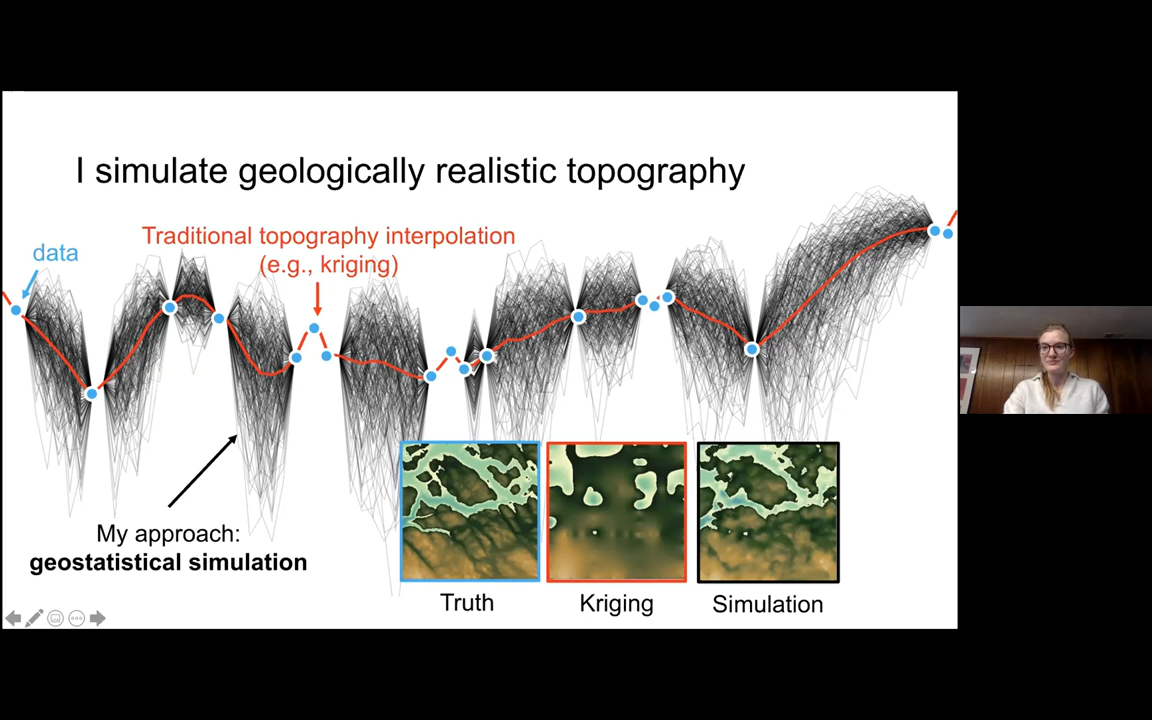 I simulate geologically realistic topography
data
Traditional topography interpolation
(e.g., kriging)
My approach:
geostatistical simulation
Truth
Kriging
Simulation